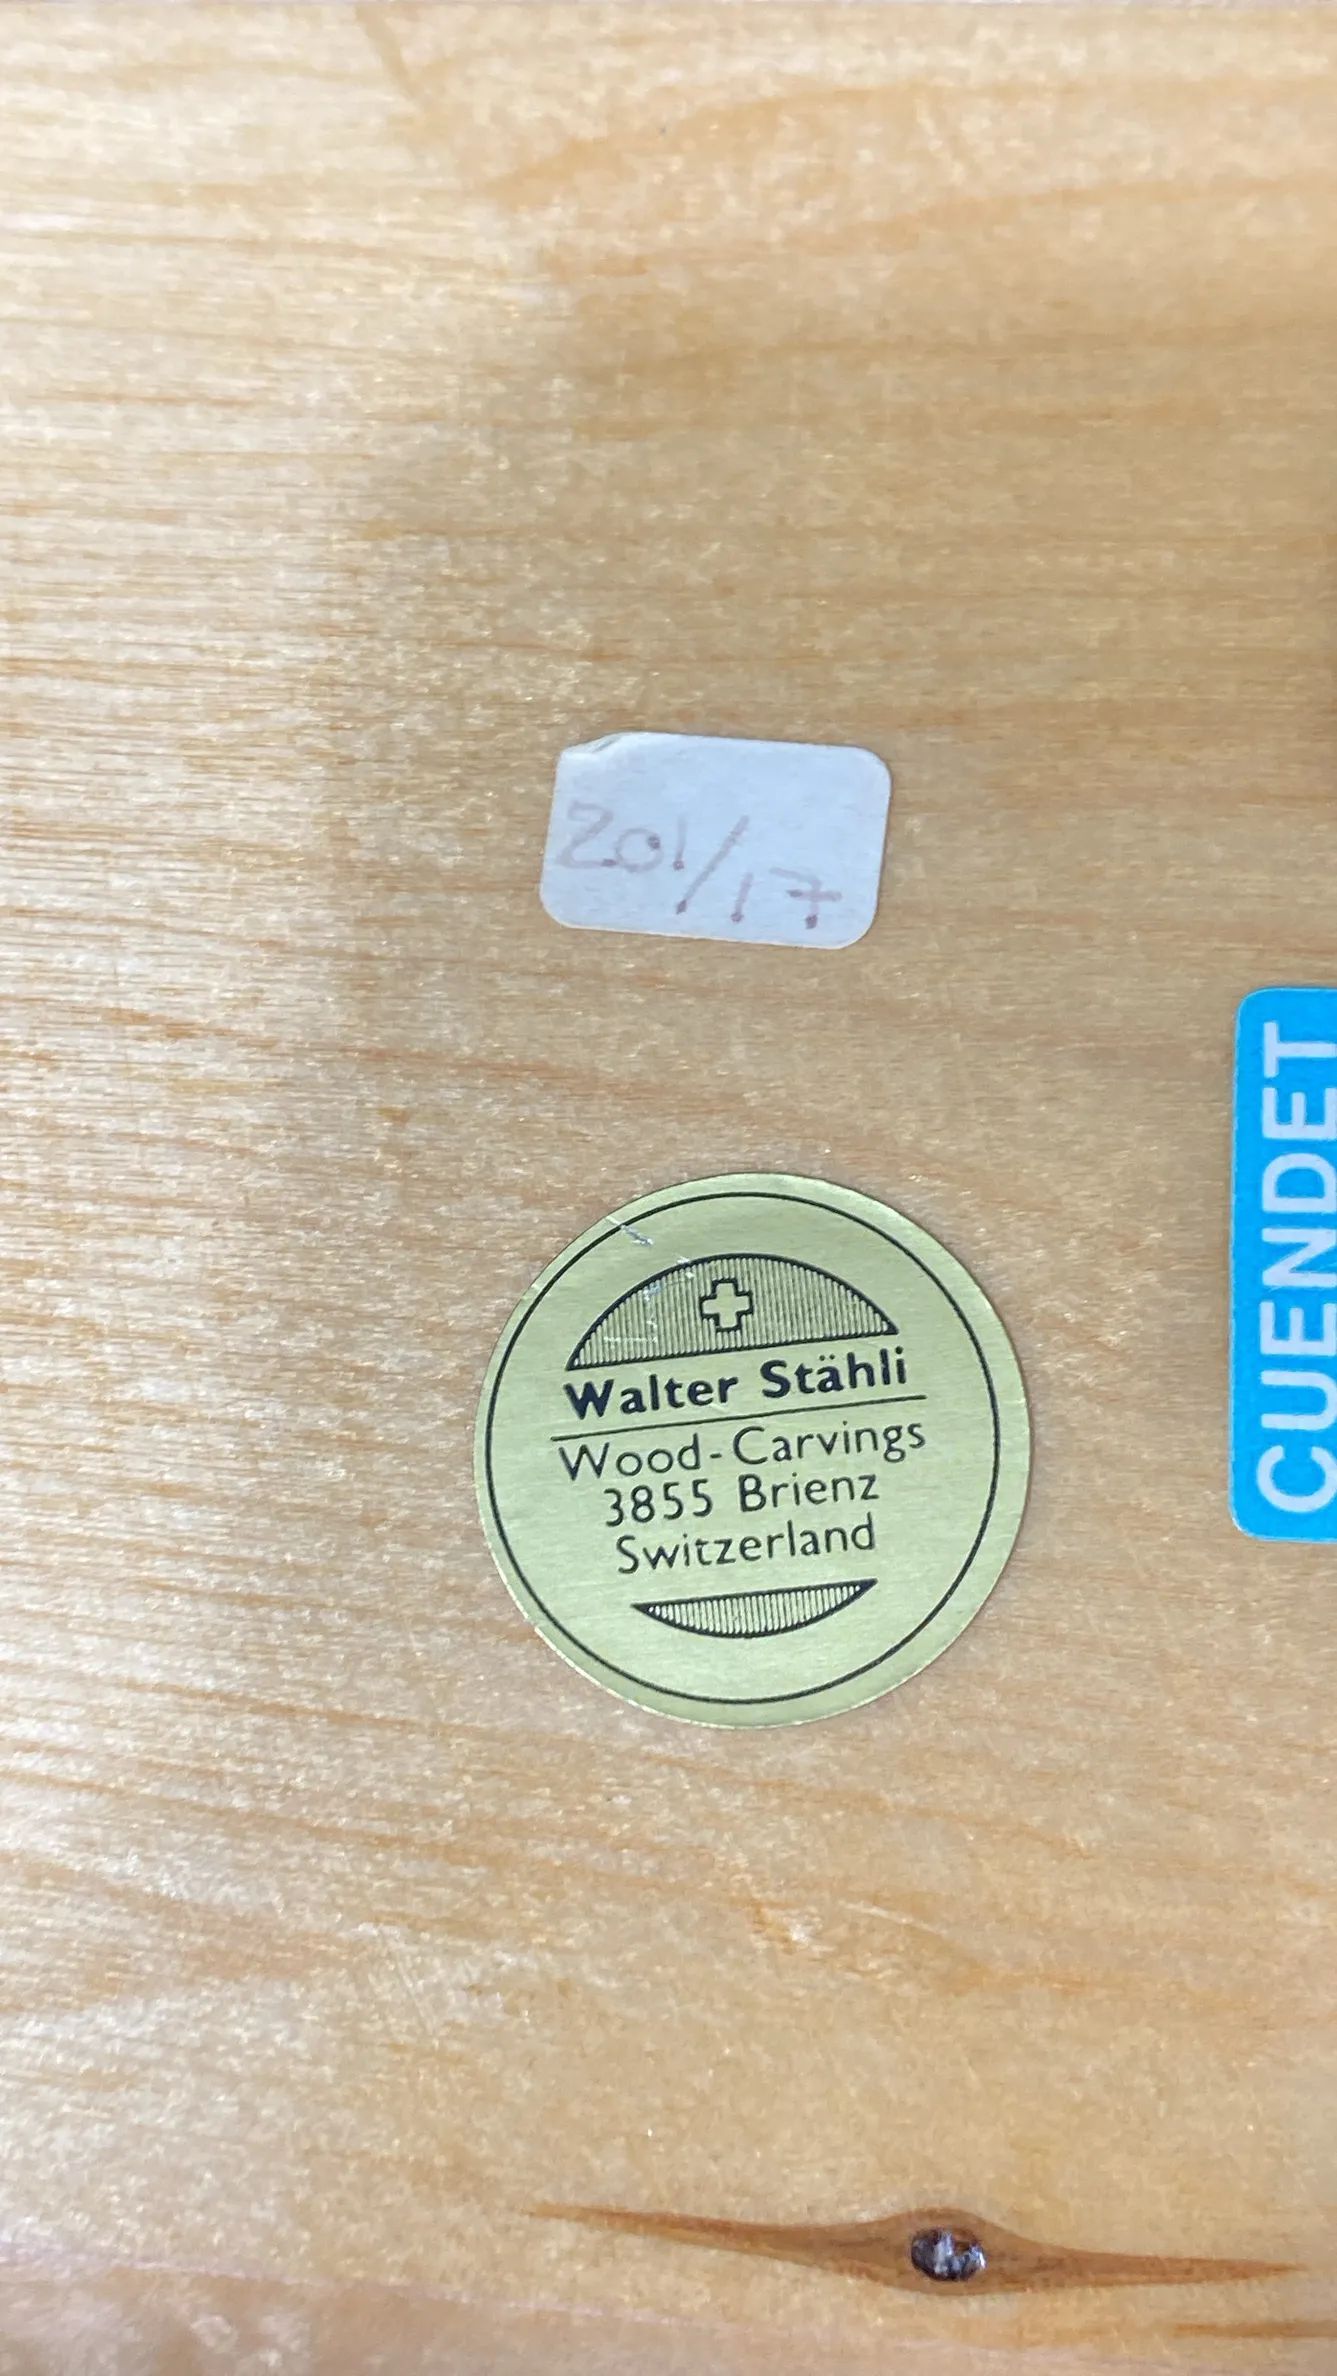 201/17
CUENDET
Walter Stähli
Wood-Carvings
3855 Brienz
Switzerland